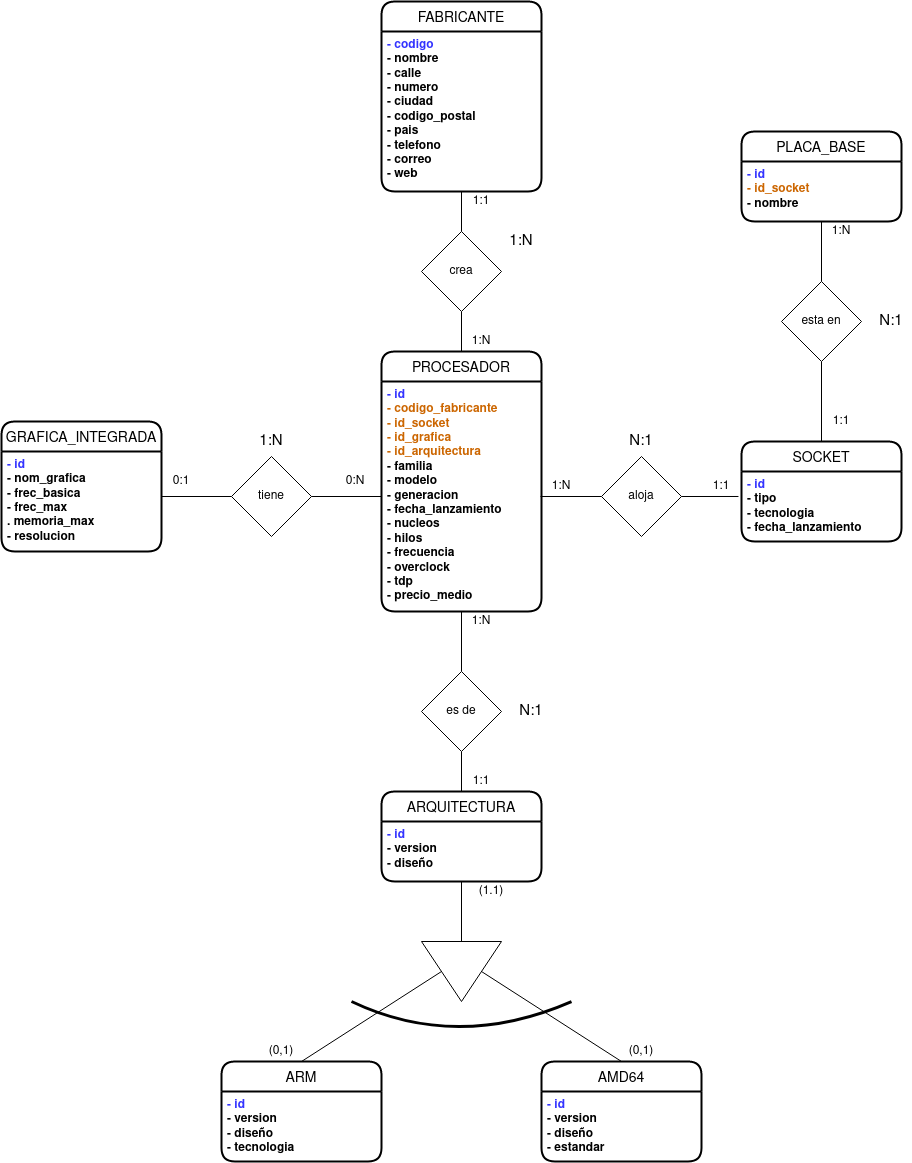 FABRICANTE
- codigo
- nombre
- calle
- numero
- ciudad
- codigo_postal
- pais
- telefono
- correo
- web
1:1
crea
1:N
1:N
PLACA_BASE
- id
- id_socket
- nombre
1:N
esta en
N:1
1:1
PROCESADOR
- id
- codigo_fabricante
- id_socket
- id_grafica
- id_arquitectura
- familia
- modelo
- generacion
- fecha_lanzamiento
- nucleos
- hilos
- frecuencia
- overclock
- tdp
- precio_medio
GRAFICA_INTEGRADA
- id
- nom_grafica
- frec_basica
- frec_max
. memoria_max
- resolucion
0:1
1:N
tiene
0:N
1:N
N:1
aloja
1:1
SOCKET
- id
- tipo
- tecnologia
- fecha_lanzamiento
1:N
es de
N:1
1:1
ARQUITECTURA
- id
- version
- diseño
(1.1)
(0,1)
(0,1)
ARM
- id
- version
- diseño
- tecnologia
AMD64
- id
- version
- diseño
- estandar